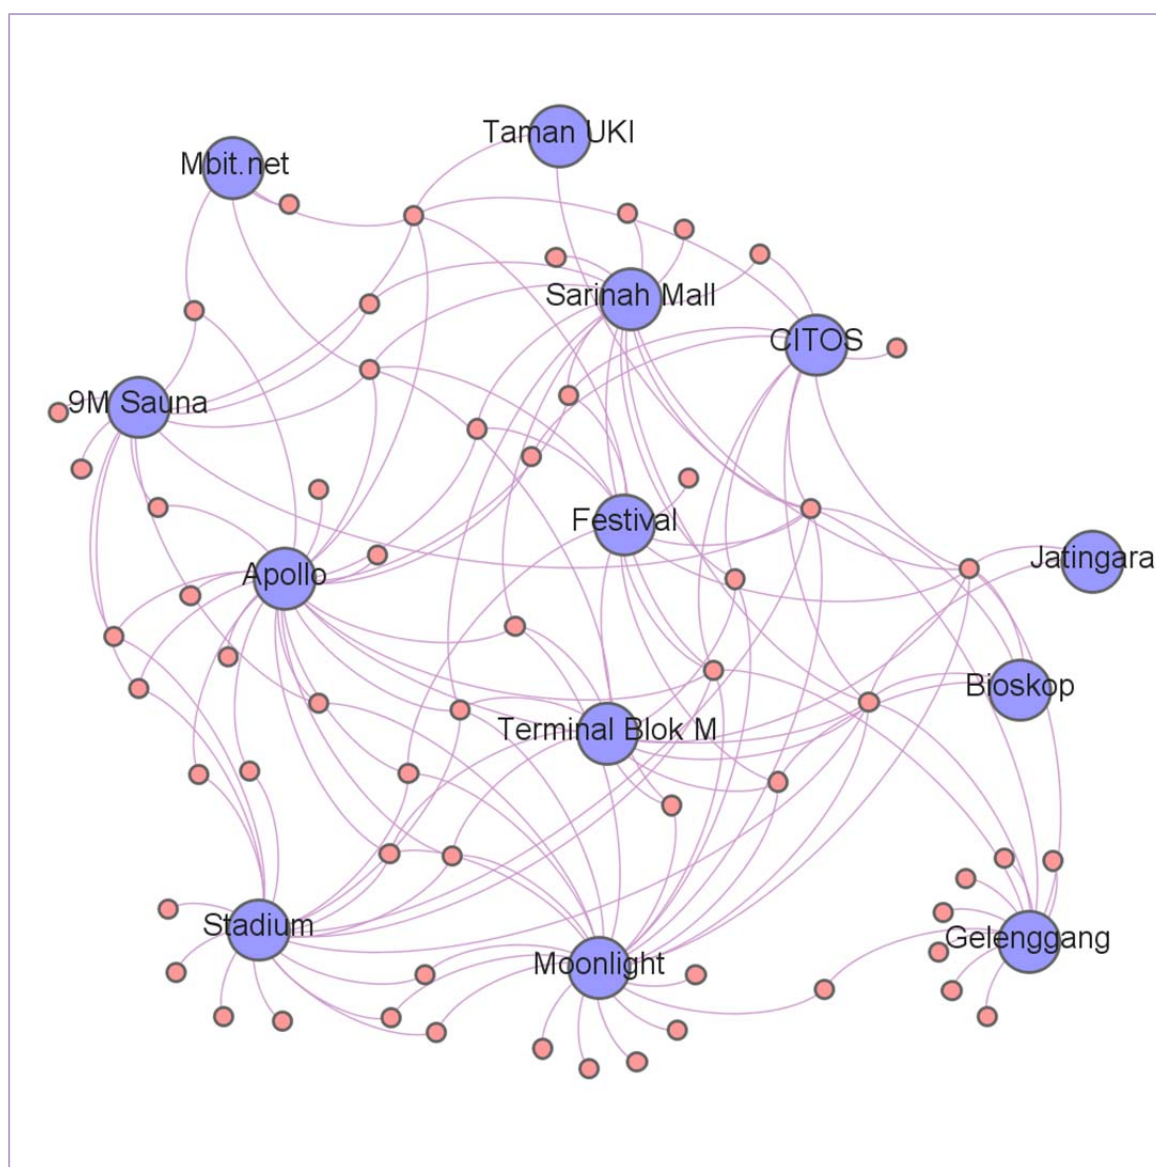 Taman UKI
Mbit.net
Sarinah Mall
CITOS
9M Sauna
Festival
Jatingara
Apollo
Bioskop
Terminal Blok M
Stadium
Gelenggang
Moonlight